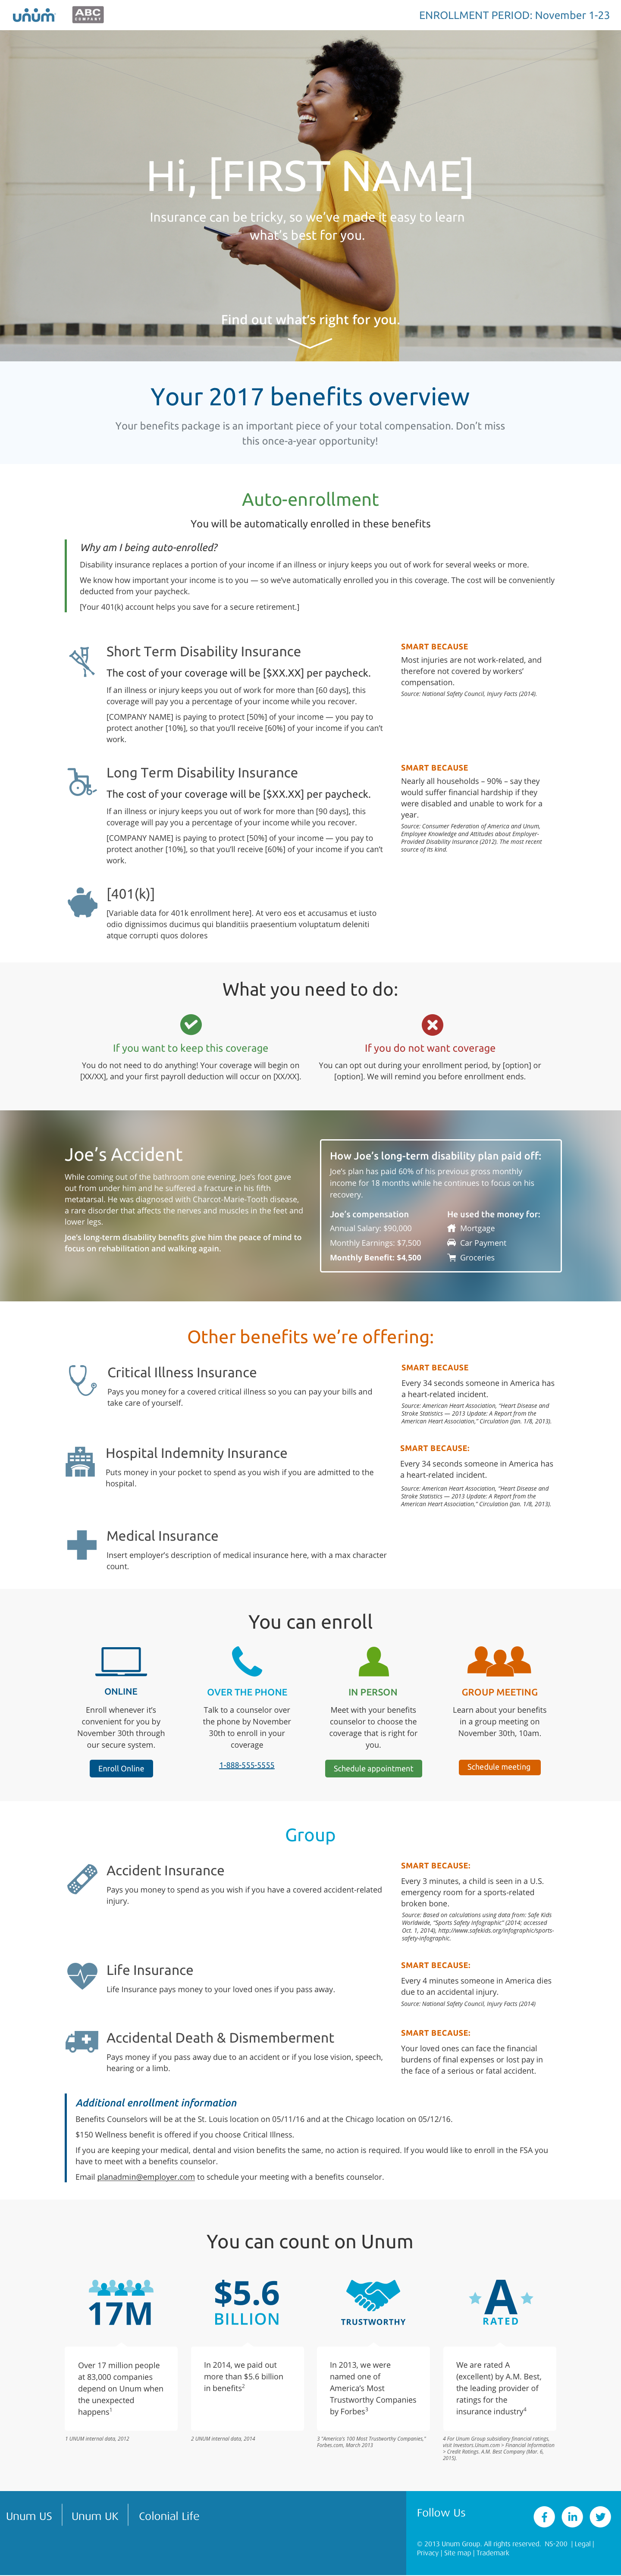 unum
ABC
COMPANY
ENROLLMENT PERIOD: November 1-23
Hi, [FIRST NAME]
Insurance can be tricky, so we've made it easy to learn
what's best for you.
Find out what's right for you.
Your 2017 benefits overview
Your benefits package is an important piece of your total compensation. Don't miss
this once-a-year opportunity!
Auto-enrollment
You will be automatically enrolled in these benefits
Why am I being auto-enrolled?
Disability insurance replaces a portion of your income if an illness or injury keeps you out of work for several weeks or more.
We know how important your income is to you — so we've automatically enrolled you in this coverage. The cost will be conveniently
deducted from your paycheck.
[Your 401(k) account helps you save for a secure retirement.]
Short Term Disability Insurance
The cost of your coverage will be [$XX.XX] per paycheck.
If an illness or injury keeps you out of work for more than [60 days], this
coverage will pay you a percentage of your income while you recover.
[COMPANY NAME] is paying to protect [50%] of your income — you pay to
protect another [10%], so that you'll receive [60%] of your income if you can't
work.
SMART BECAUSE
Most injuries are not work-related, and
therefore not covered by workers'
compensation.
Source: National Safety Council, Injury Facts (2014).
Long Term Disability Insurance
The cost of your coverage will be [$XX.XX] per paycheck.
If an illness or injury keeps you out of work for more than [90 days], this
coverage will pay you a percentage of your income while you recover.
[COMPANY NAME] is paying to protect [50%] of your income — you pay to
protect another [10%], so that you'll receive [60%] of your income if you can't
work.
SMART BECAUSE
Nearly all households – 90% – say they
would suffer financial hardship if they
were disabled and unable to work for a
year.
Source: Consumer Federation of America and Unum,
Employee Knowledge and Attitudes about Employer-
Provided Disability Insurance (2012). The most recent
source of its kind.
[401(k)]
[Variable data for 401k enrollment here]. At vero eos et accusamus et iusto
odio dignissimos ducimus qui blanditiis praesentium voluptatum deleniti
atque corrupti quos dolores
What you need to do:
If you want to keep this coverage
You do not need to do anything! Your coverage will begin on
[XX/XX], and your first payroll deduction will occur on [XX/XX].
If you do not want coverage
You can opt out during your enrollment period, by [option] or
[option]. We will remind you before enrollment ends.
Joe's Accident
While coming out of the bathroom one evening, Joe's foot gave
out from under him and he suffered a fracture in his fifth
metatarsal. He was diagnosed with Charcot-Marie-Tooth disease,
a rare disorder that affects the nerves and muscles in the feet and
lower legs.
Joe's long-term disability benefits give him the peace of mind to
focus on rehabilitation and walking again.
How Joe's long-term disability plan paid off:
Joe's plan has paid 60% of his previous gross monthly
income for 18 months while he continues to focus on his
recovery.
Joe's compensation
Annual Salary: $90,000
Monthly Earnings: $7,500
Monthly Benefit: $4,500
He used the money for:
Mortgage
Car Payment
Groceries
Other benefits we're offering:
Critical Illness Insurance
Pays you money for a covered critical illness so you can pay your bills and
take care of yourself.
SMART BECAUSE
Every 34 seconds someone in America has
a heart-related incident.
Source: American Heart Association, "Heart Disease and
Stroke Statistics — 2013 Update: A Report from the
American Heart Association," Circulation (Jan. 1/8, 2013).
Hospital Indemnity Insurance
Puts money in your pocket to spend as you wish if you are admitted to the
hospital.
SMART BECAUSE:
Every 34 seconds someone in America has
a heart-related incident.
Source: American Heart Association, "Heart Disease and
Stroke Statistics — 2013 Update: A Report from the
American Heart Association," Circulation (Jan. 1/8, 2013).
Medical Insurance
Insert employer's description of medical insurance here, with a max character
count.
You can enroll
ONLINE
Enroll whenever it's
convenient for you by
November 30th through
our secure system.
Enroll Online
OVER THE PHONE
Talk to a counselor over
the phone by November
30th to enroll in your
coverage
1-888-555-5555
IN PERSON
Meet with your benefits
counselor to choose the
coverage that is right for
you.
Schedule appointment
GROUP MEETING
Learn about your benefits
in a group meeting on
November 30th, 10am.
Schedule meeting
Group
Accident Insurance
Pays you money to spend as you wish if you have a covered accident-related
injury.
SMART BECAUSE:
Every 3 minutes, a child is seen in a U.S.
emergency room for a sports-related
broken bone.
Source: Based on calculations using data from: Safe Kids
Worldwide, "Sports Safety Infographic" (2014; accessed
Oct. 1, 2014), http://www.safekids.org/infographic/sports-
safety-infographic.
Life Insurance
Life Insurance pays money to your loved ones if you pass away.
SMART BECAUSE:
Every 4 minutes someone in America dies
due to an accidental injury.
Source: National Safety Council, Injury Facts (2014)
Accidental Death & Dismemberment
Pays money if you pass away due to an accident or if you lose vision, speech,
hearing or a limb.
SMART BECAUSE:
Your loved ones can face the financial
burdens of final expenses or lost pay in
the face of a serious or fatal accident.
Additional enrollment information
Benefits Counselors will be at the St. Louis location on 05/11/16 and at the Chicago location on 05/12/16.
$150 Wellness benefit is offered if you choose Critical Illness.
If you are keeping your medical, dental and vision benefits the same, no action is required. If you would like to enroll in the FSA you
have to meet with a benefits counselor.
Email planadmin@employer.com to schedule your meeting with a benefits counselor.
You can count on Unum
17M
Over 17 million people
at 83,000 companies
depend on Unum when
the unexpected
happens1
1 UNUM internal data, 2012
$5.6
BILLION
In 2014, we paid out
more than $5.6 billion
in benefits2
2 UNUM internal data, 2014
TRUSTWORTHY
In 2013, we were
named one of
America's Most
Trustworthy Companies
by Forbes3
3 "America's 100 Most Trustworthy Companies,"
Forbes.com, March 2013
A
RATED
We are rated A
(excellent) by A.M. Best,
the leading provider of
ratings for the
insurance industry4
4 For Unum Group subsidiary financial ratings,
visit Investors.Unum.com > Financial Information
> Credit Ratings. A.M. Best Company (Mar. 6,
2015).
Unum US
Unum UK
Colonial Life
Follow Us
© 2013 Unum Group. All rights reserved. NS-200 | Legal |
Privacy | Site map | Trademark